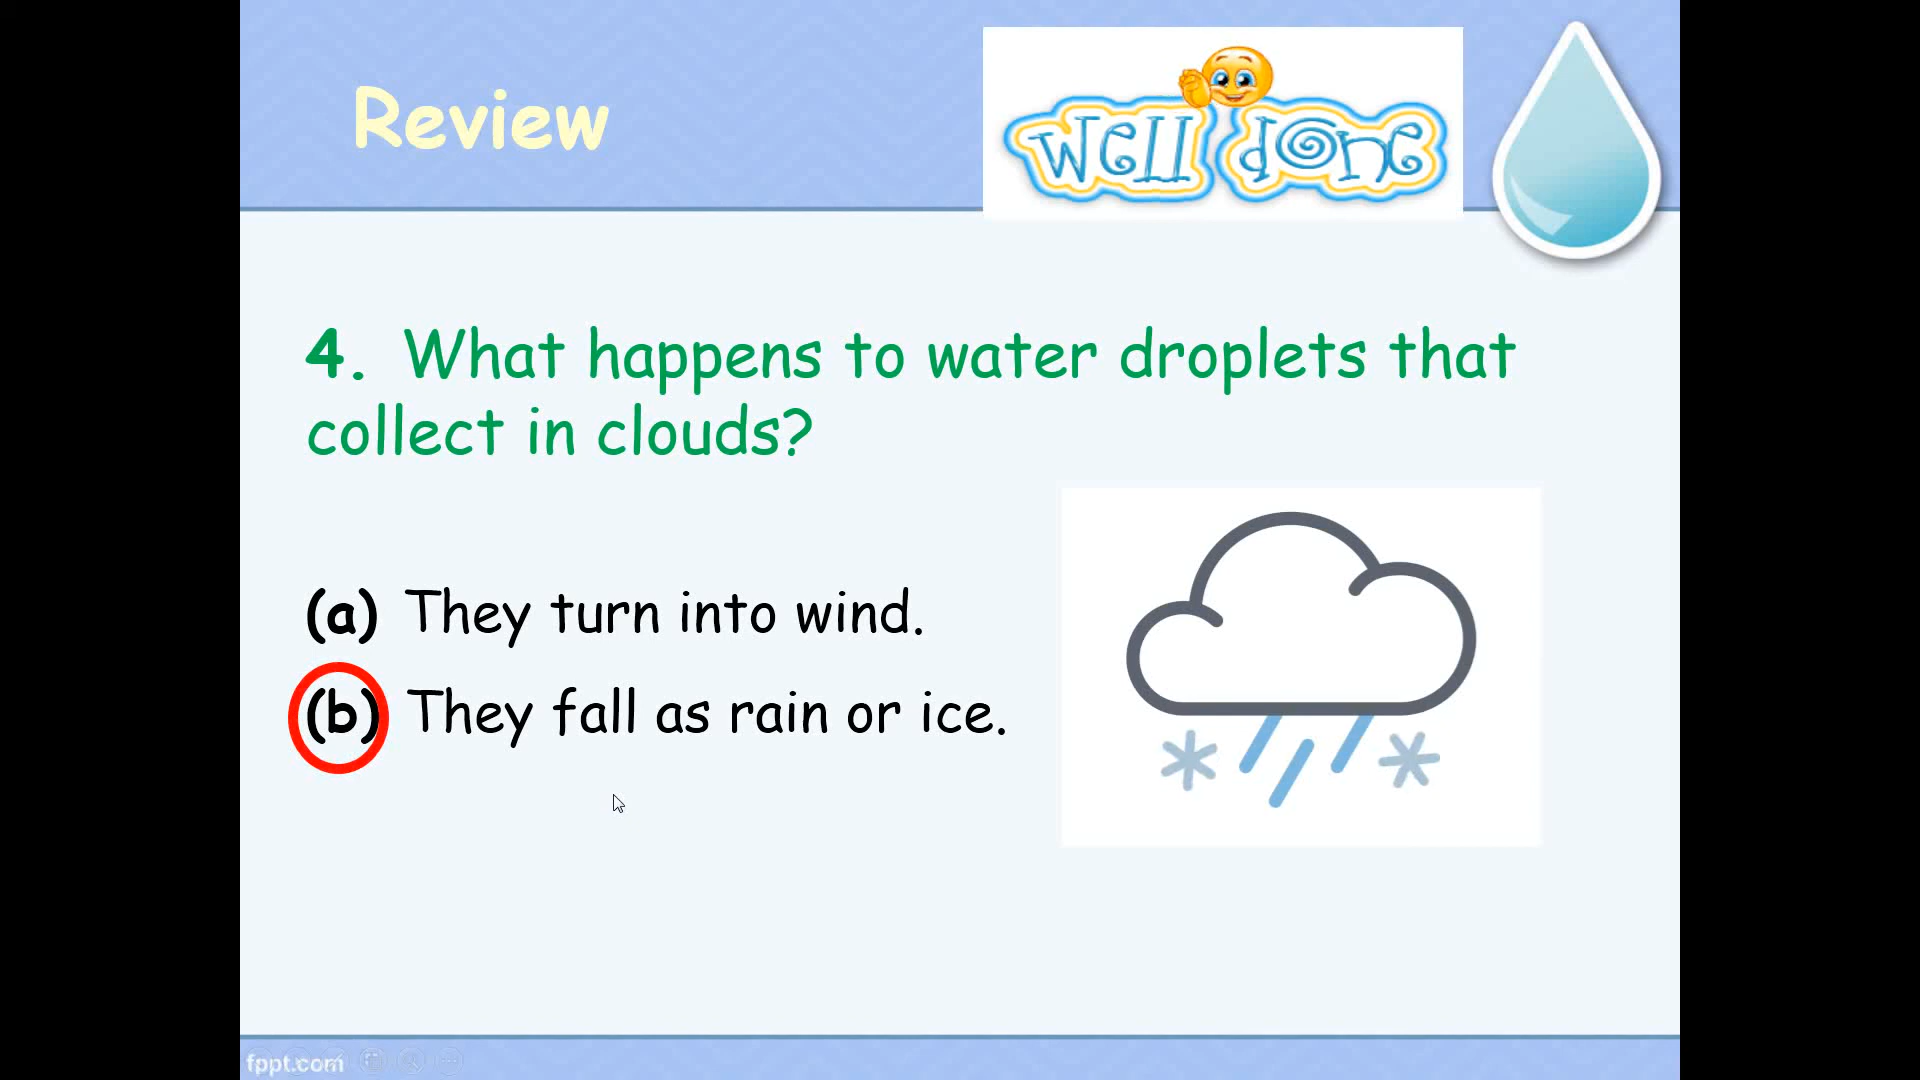 Review
well done
4. What happens to water droplets that
collect in clouds?
(a) They turn into wind.
(b) They fall as rain or ice.
fppt.com